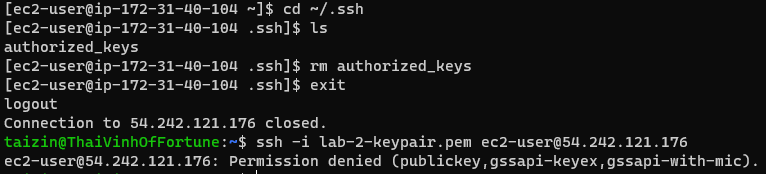 [ec2-user@ip-172-31-40-104 ~]$ cd ~/.ssh
[ec2-user@ip-172-31-40-104 .ssh]$ ls
authorized_keys
[ec2-user@ip-172-31-40-104 .ssh]$ rm authorized_keys
[ec2-user@ip-172-31-40-104 .ssh]$ exit
logout
Connection to 54.242.121.176 closed.
taizin@ThaiVinhOfFortune:~$ ssh -i lab-2-keypair.pem ec2-user@54.242.121.176
ec2-user@54.242.121.176: Permission denied (publickey,gssapi-keyex,gssapi-with-mic).